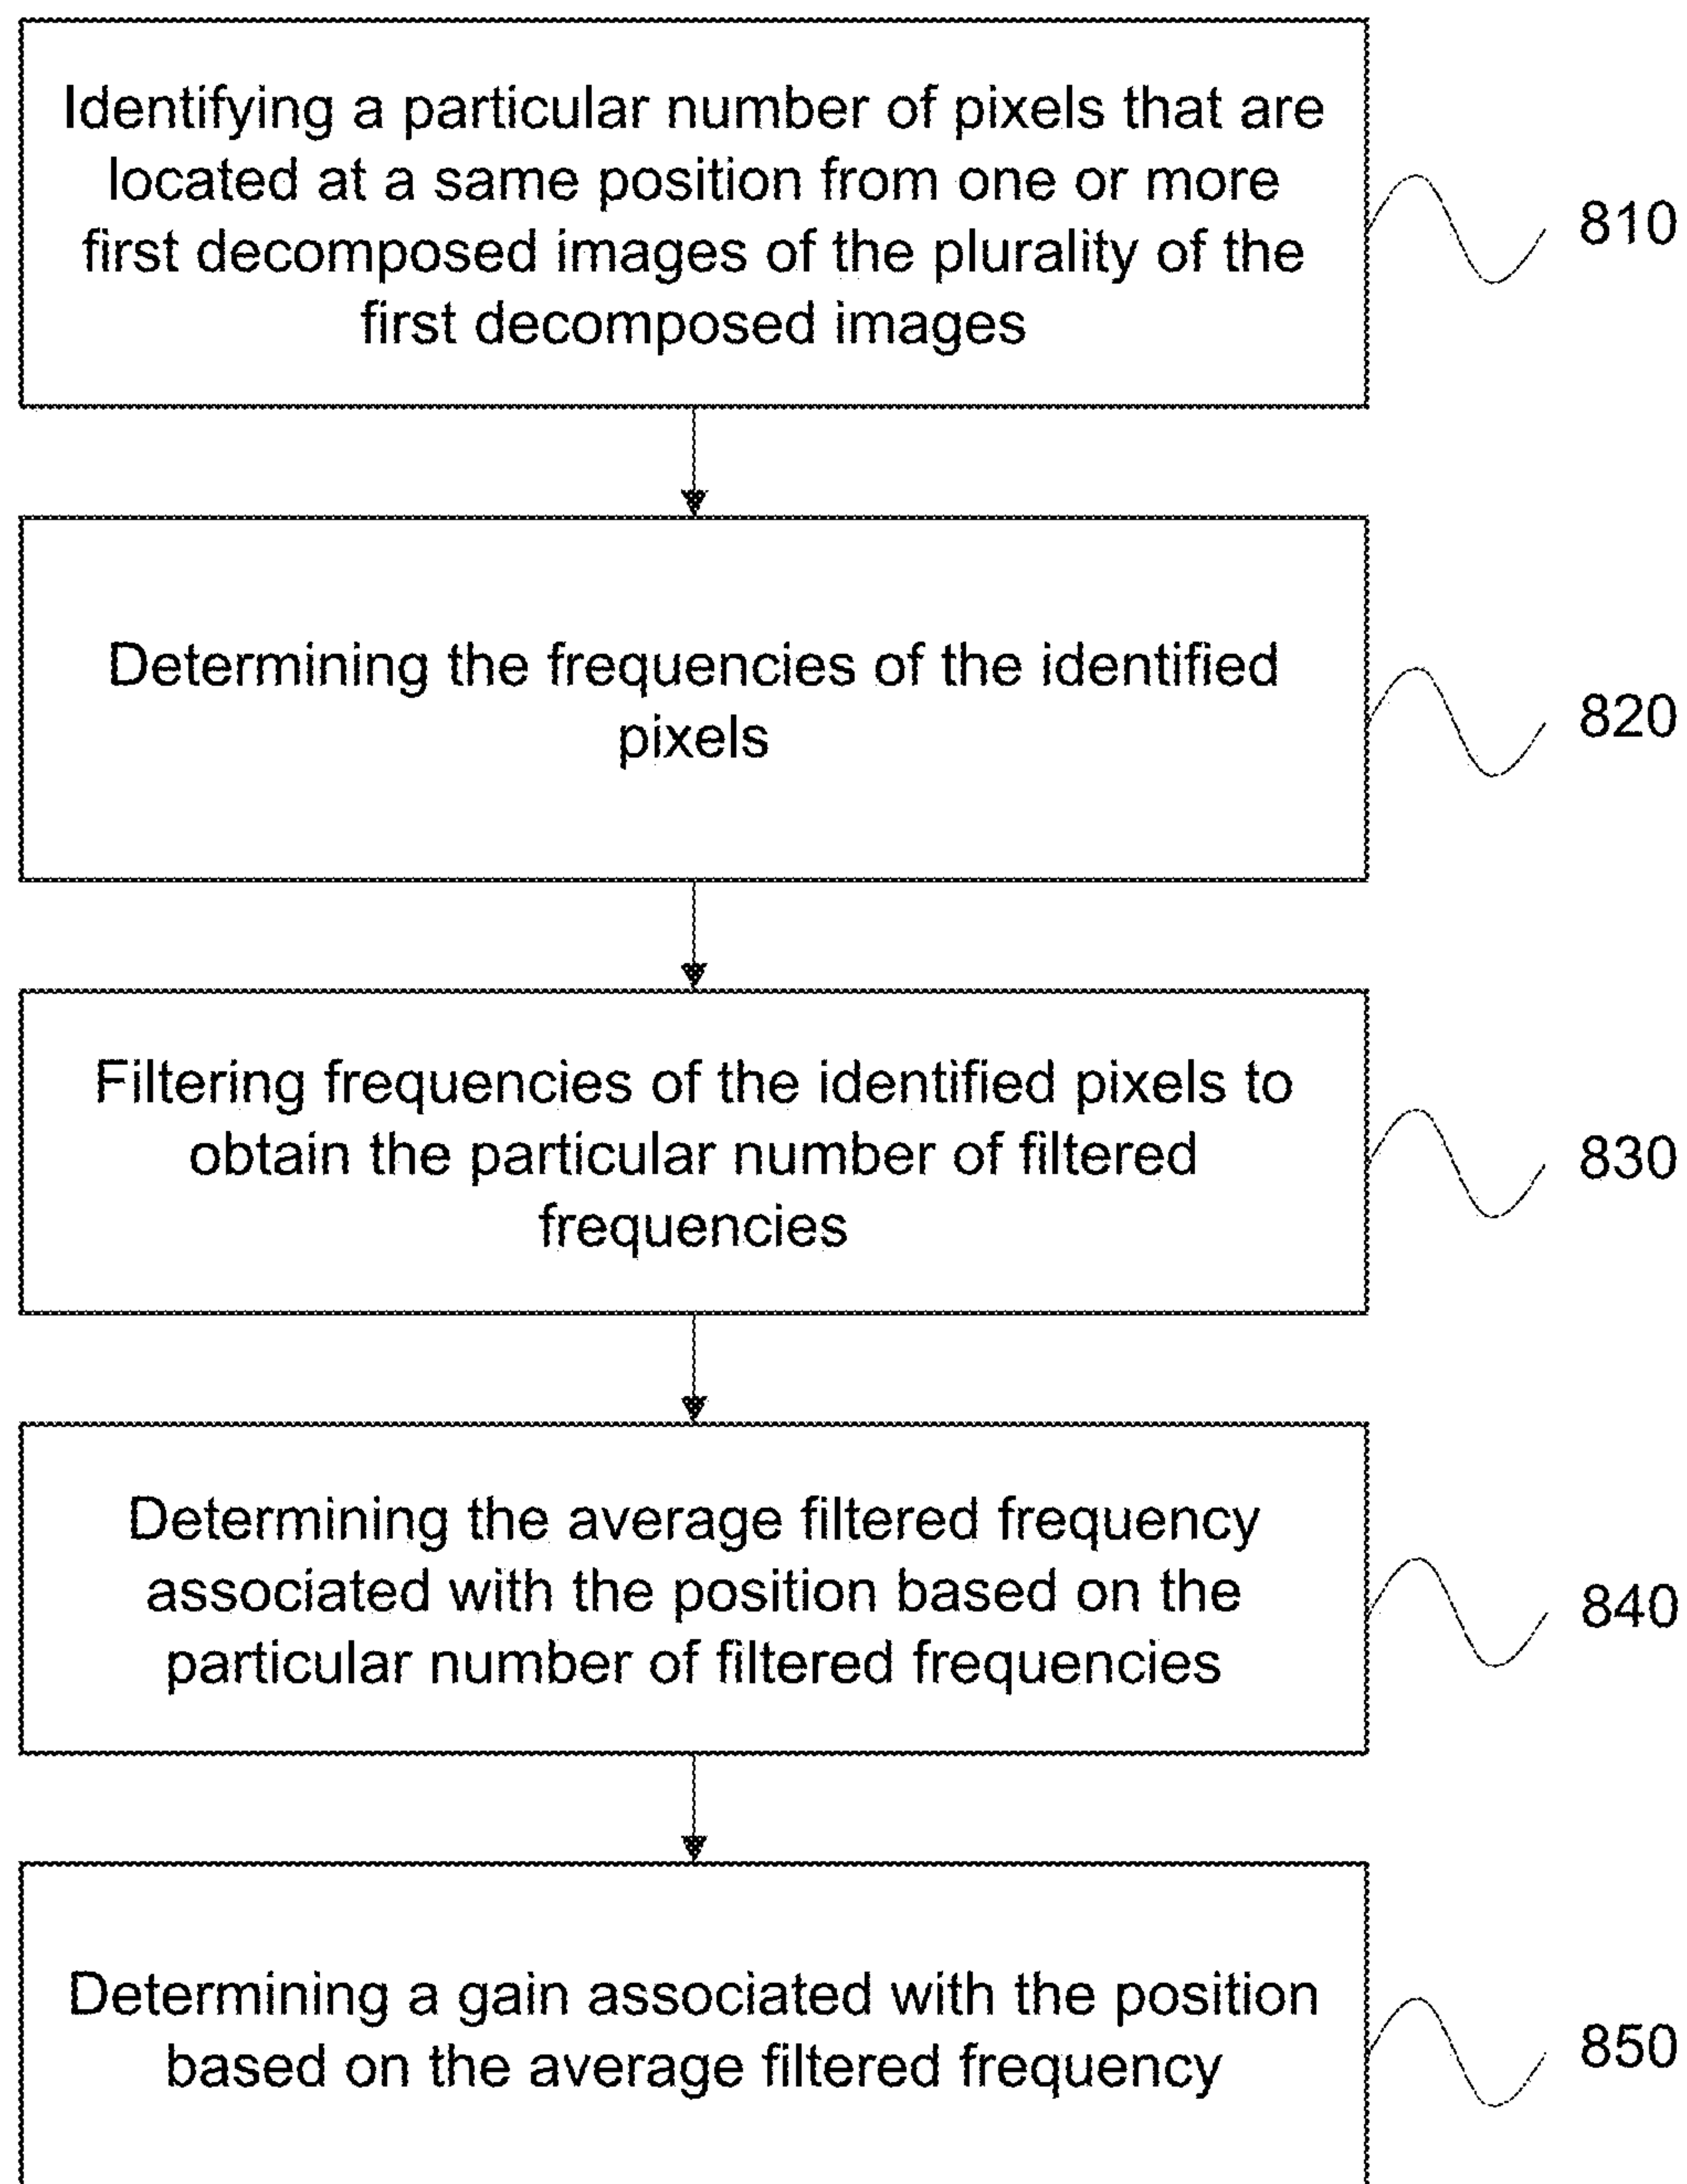 Identifying a particular number of pixels that are
located at a same position from one or more
first decomposed images of the plurality of the
first decomposed images
810
Determining the frequencies of the identified
pixels
820
Filtering frequencies of the identified pixels to
obtain the particular number of filtered
frequencies
830
Determining the average filtered frequency
associated with the position based on the
particular number of filtered frequencies
840
Determining a gain associated with the position
based on the average filtered frequency
850